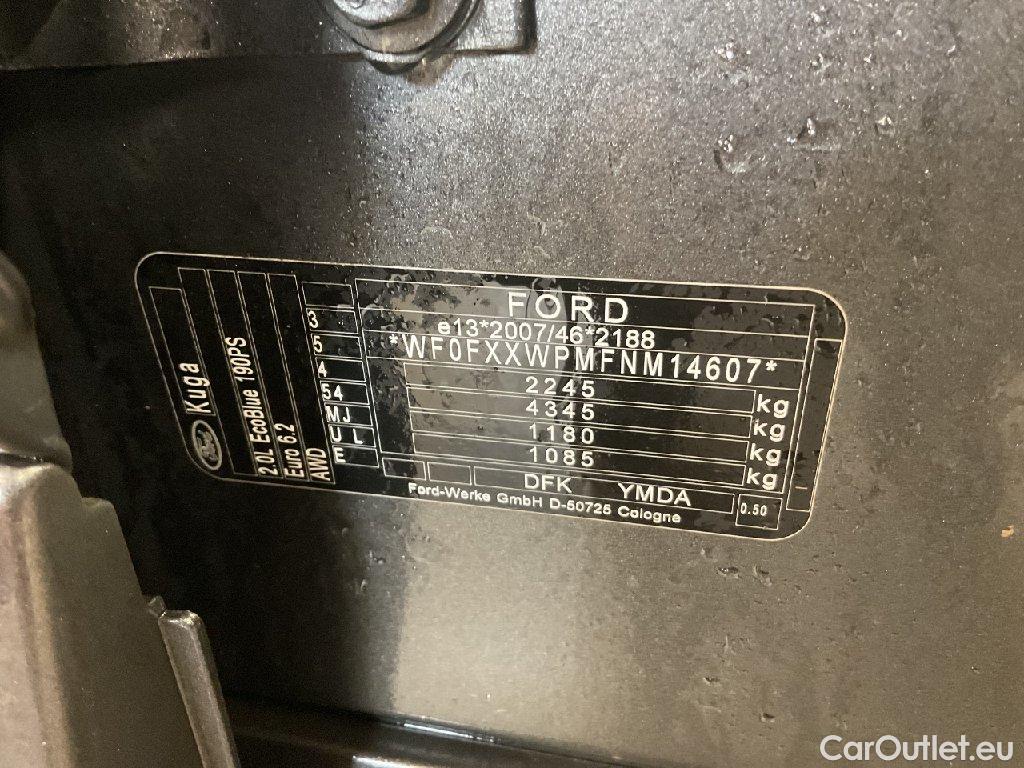 FORD
e13*2007/46*2188
*WF0FXXWPMFNM14607*
2245 kg
4345 kg
1180 kg
1085 kg
DFK YMDA
0.50
Ford-Werke GmbH D-50725 Cologne
3
5
4
54
MJ
U L
E
Ford
Kuga
2.0L EcoBlue 190PS
Euro 6.2
AWD
CarOutlet.eu